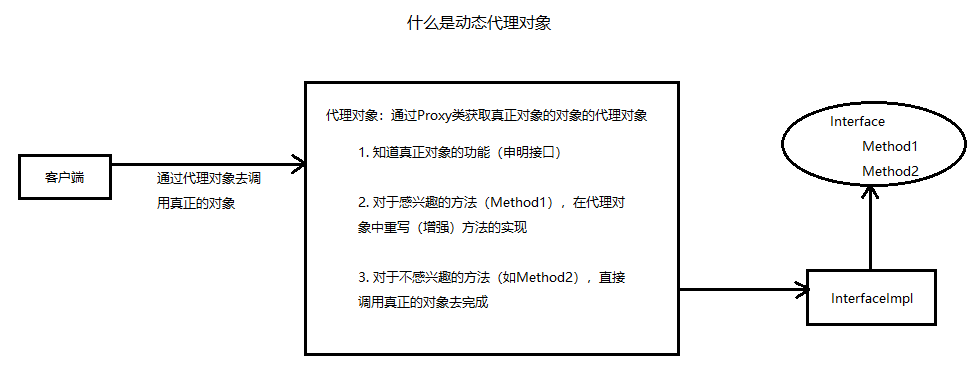 什么是动态代理对象
客户端
通过代理对象去调
用真正的对象
代理对象：通过Proxy类获取真正对象的对象的代理对象
1. 知道真正对象的功能（申明接口）
2. 对于感兴趣的方法（Method1），在代理对
象中重写（增强）方法的实现
3. 对于不感兴趣的方法（如Method2），直接
调用真正的对象去完成
Interface
Method1
Method2
InterfaceImpl